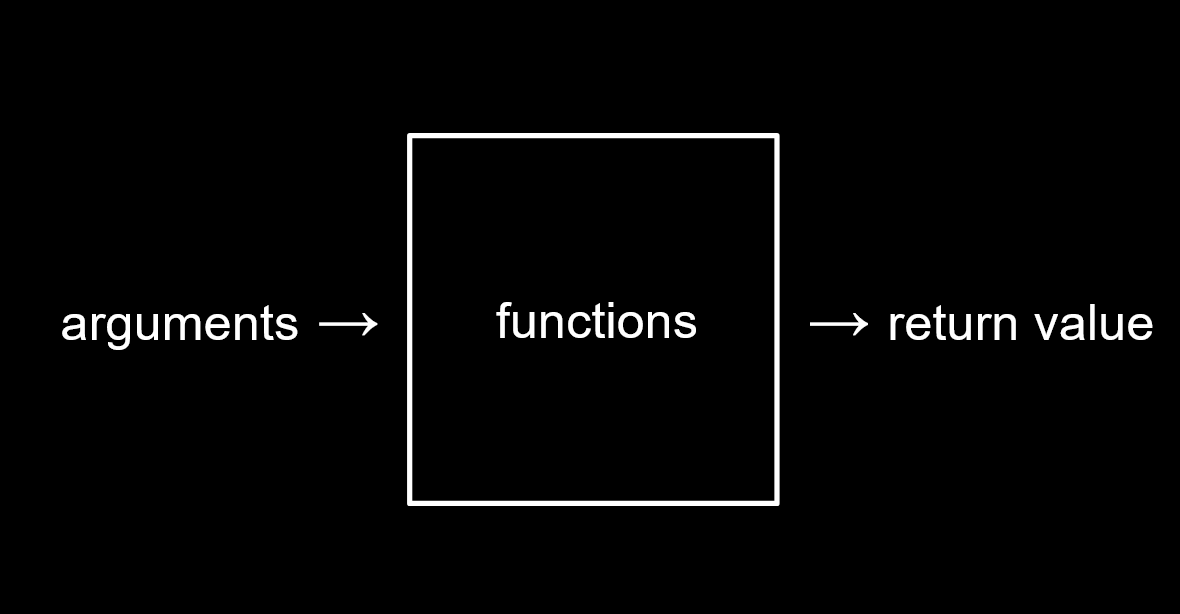 arguments → functions → return value